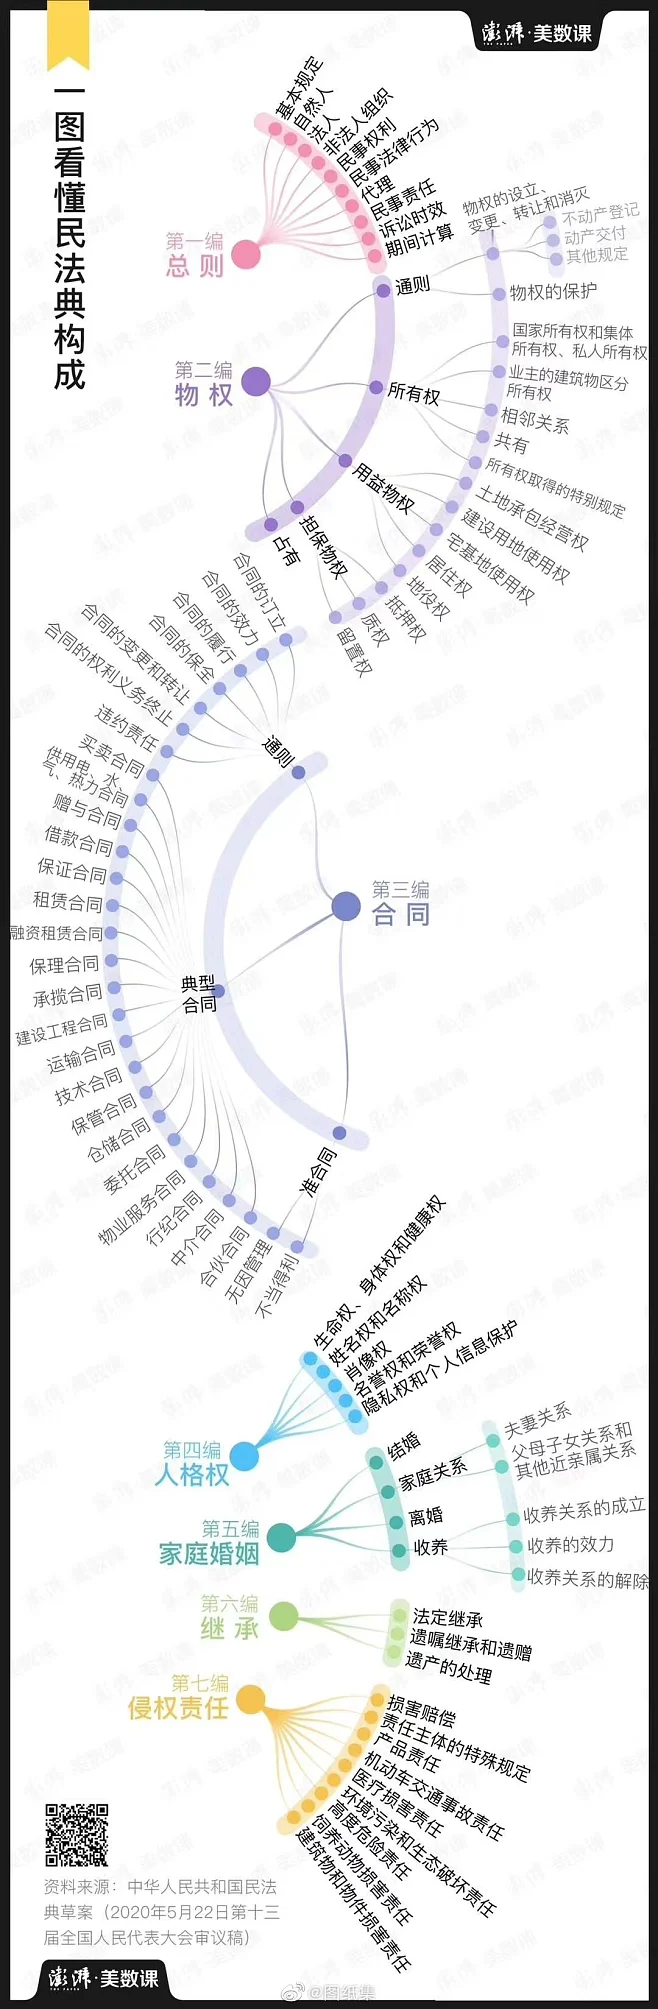 澎湃·美数课
THE PAPER
一图看懂民法典构成
第一编
总则
基本规定
自然人
法人
非法人组织
民事权利
民事法律行为
代理
民事责任
诉讼时效
期间计算
第二编
物权
通则
物权的设立、
变更、转让和消灭
不动产登记
动产交付
其他规定
物权的保护
所有权
国家所有权和集体
所有权、私人所有权
业主的建筑物区分
所有权
相邻关系
共有
所有权取得的特别规定
用益物权
土地承包经营权
建设用地使用权
宅基地使用权
居住权
地役权
担保物权
抵押权
质权
留置权
占有
第三编
合同
通则
合同的订立
合同的效力
合同的履行
合同的保全
合同的变更和转让
合同的权利义务终止
违约责任
典型
合同
买卖合同
供用电、水、
气、热力合同
赠与合同
借款合同
保证合同
租赁合同
融资租赁合同
保理合同
承揽合同
建设工程合同
运输合同
技术合同
保管合同
仓储合同
委托合同
物业服务合同
行纪合同
中介合同
合伙合同
准合同
无因管理
不当得利
第四编
人格权
生命权、身体权和健康权
姓名权和名称权
肖像权
名誉权和荣誉权
隐私权和个人信息保护
第五编
家庭婚姻
结婚
家庭关系
夫妻关系
父母子女关系和
其他近亲属关系
离婚
收养
收养关系的成立
收养的效力
收养关系的解除
第六编
继承
法定继承
遗嘱继承和遗赠
遗产的处理
第七编
侵权责任
损害赔偿
责任主体的特殊规定
产品责任
机动车交通事故责任
医疗损害责任
环境污染和生态破坏责任
高度危险责任
饲养动物损害责任
建筑物和物件损害责任
资料来源：中华人民共和国民法
典草案（2020年5月22日第十三
届全国人民代表大会审议稿）
澎湃·美数课
@图纸集